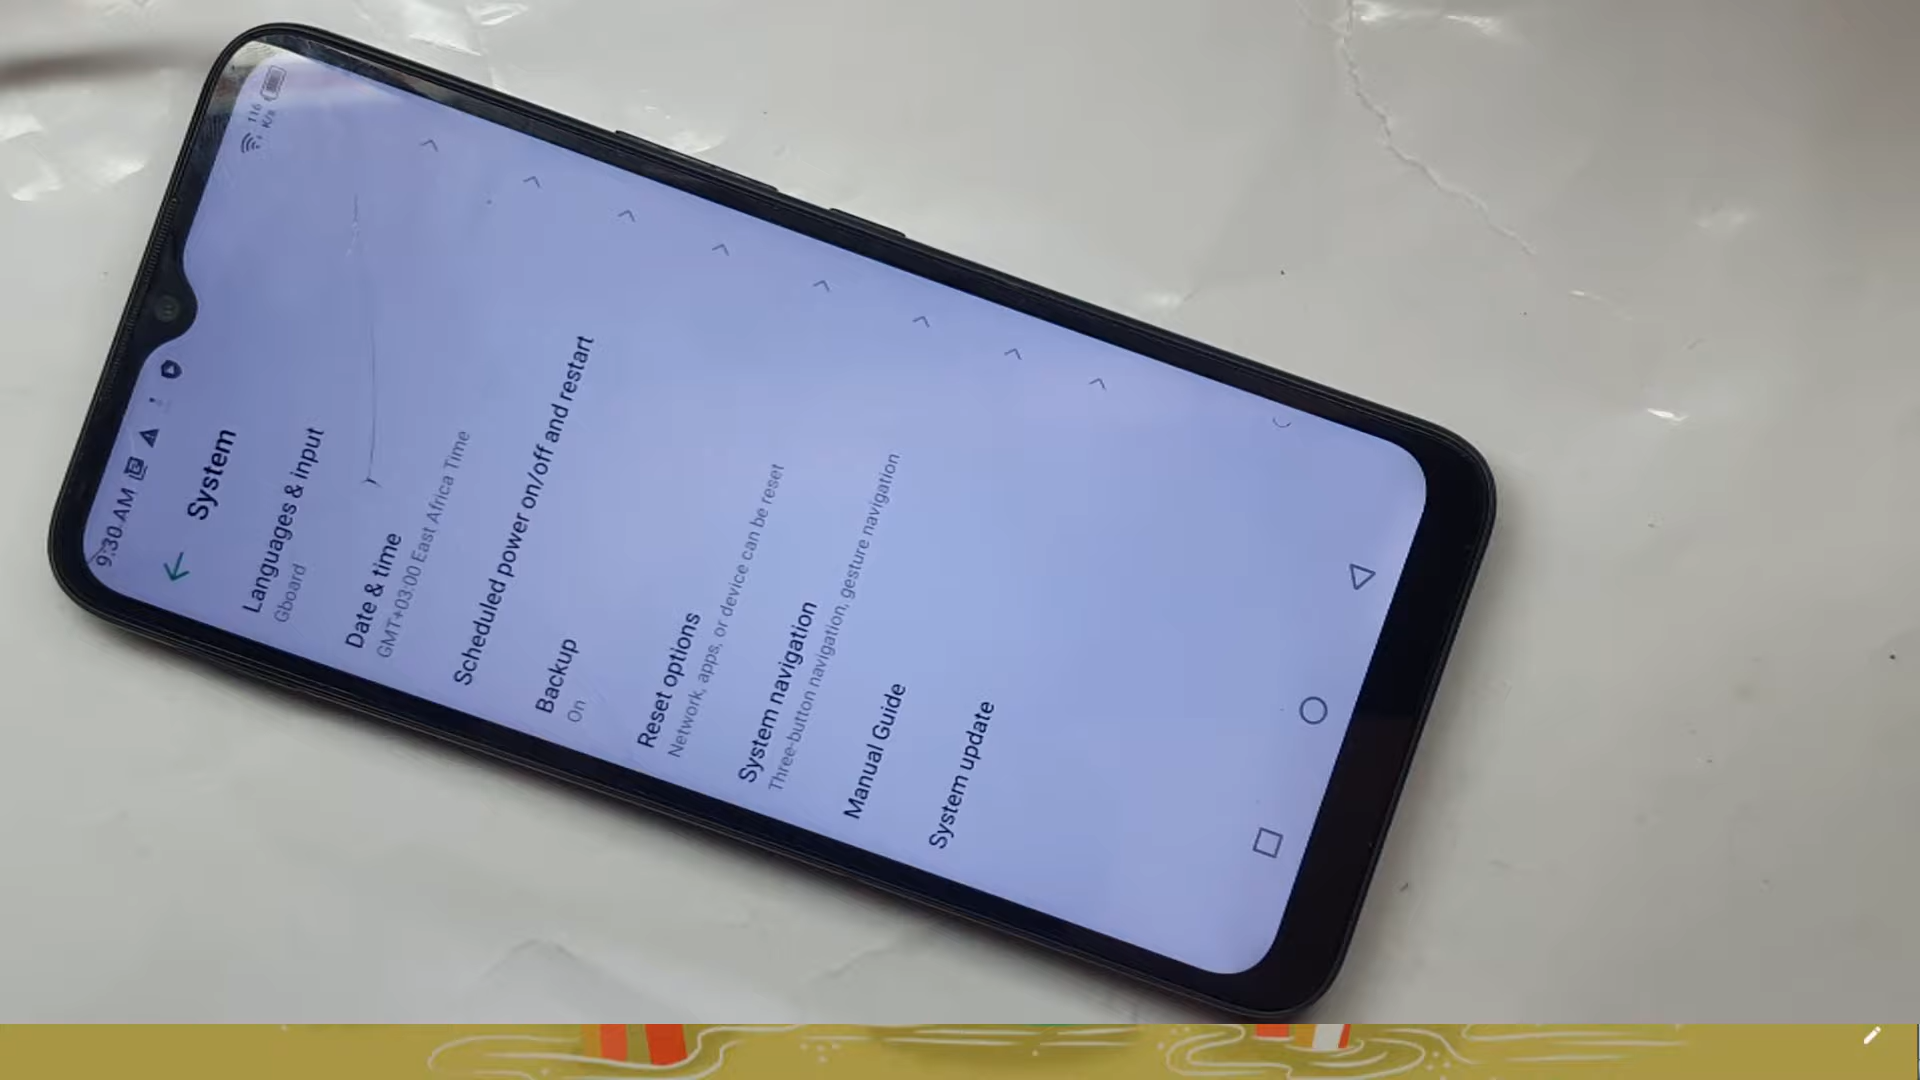 9:30 AM
116
K/s
System
Languages & input
Gboard
Date & time
GMT+03:00 East Africa Time
Scheduled power on/off and restart
Backup
On
Reset options
Network, apps, or device can be reset
System navigation
Three-button navigation, gesture navigation
Manual Guide
System update